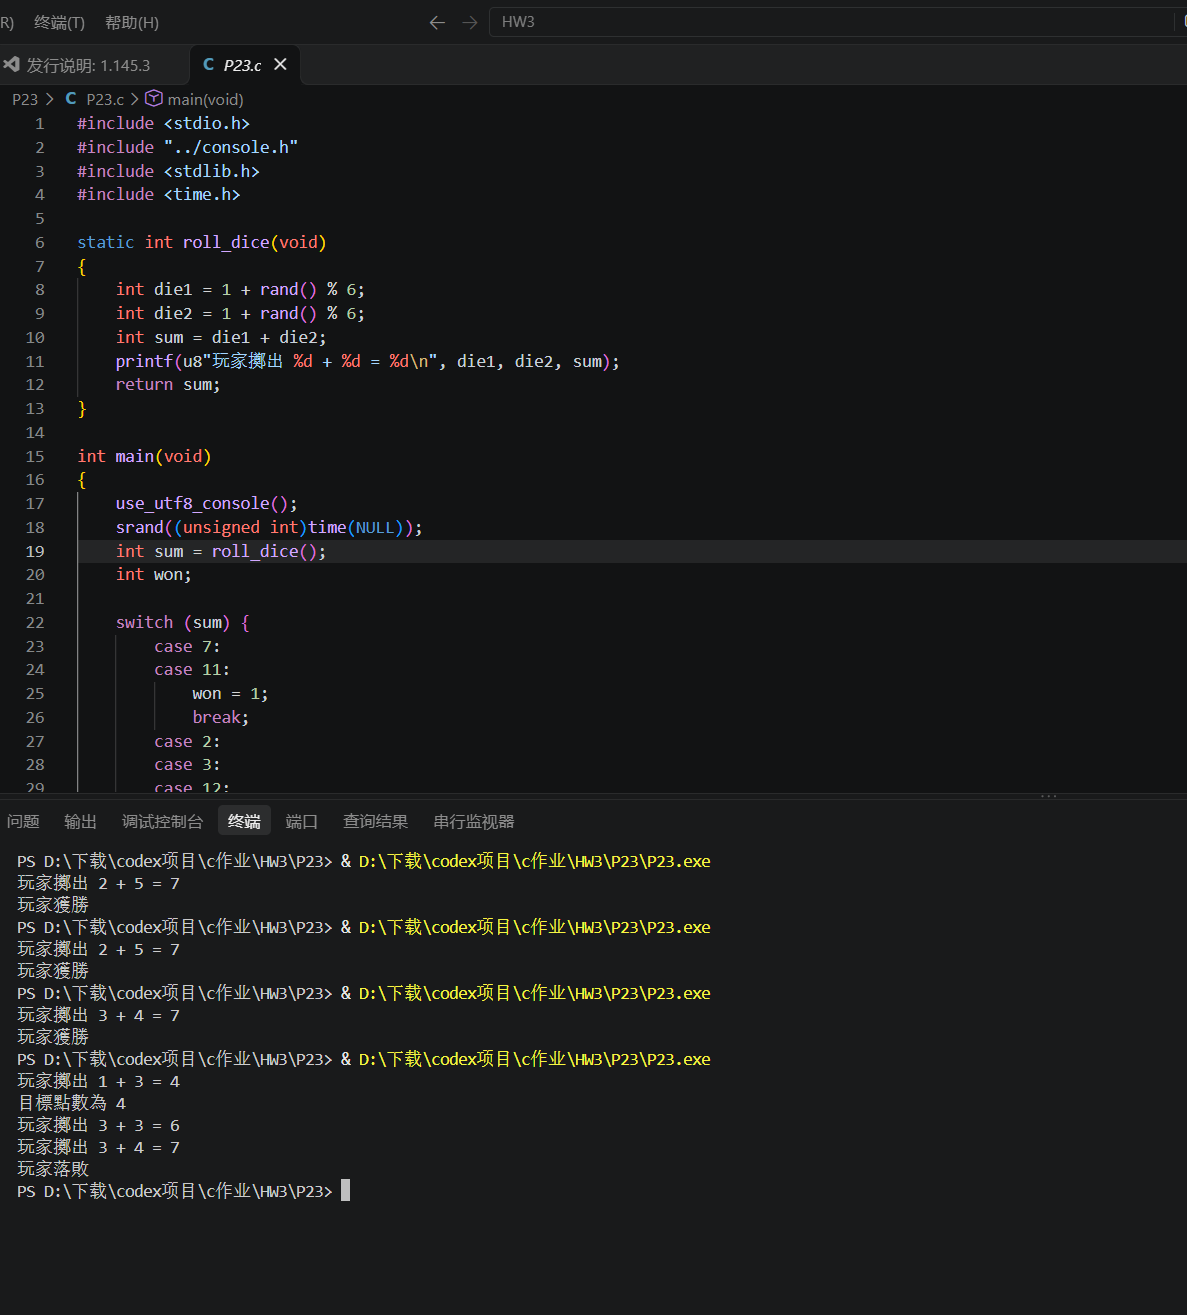 R) 终端(T) 帮助(H) HW3
发行说明: 1.145.3 C P23.c
P23 > C P23.c > main(void)
1 #include <stdio.h>
2 #include "../console.h"
3 #include <stdlib.h>
4 #include <time.h>
5
6 static int roll_dice(void)
7 {
8 int die1 = 1 + rand() % 6;
9 int die2 = 1 + rand() % 6;
10 int sum = die1 + die2;
11 printf(u8"玩家擲出 %d + %d = %d\n", die1, die2, sum);
12 return sum;
13 }
14
15 int main(void)
16 {
17 use_utf8_console();
18 srand((unsigned int)time(NULL));
19 int sum = roll_dice();
20 int won;
21
22 switch (sum) {
23 case 7:
24 case 11:
25 won = 1;
26 break;
27 case 2:
28 case 3:
29 case 12:
问题 输出 调试控制台 终端 端口 查询结果 串行监视器
PS D:\下载\codex项目\c作业\HW3\P23> & D:\下载\codex项目\c作业\HW3\P23\P23.exe
玩家擲出 2 + 5 = 7
玩家獲勝
PS D:\下载\codex项目\c作业\HW3\P23> & D:\下载\codex项目\c作业\HW3\P23\P23.exe
玩家擲出 2 + 5 = 7
玩家獲勝
PS D:\下载\codex项目\c作业\HW3\P23> & D:\下载\codex项目\c作业\HW3\P23\P23.exe
玩家擲出 3 + 4 = 7
玩家獲勝
PS D:\下载\codex项目\c作业\HW3\P23> & D:\下载\codex项目\c作业\HW3\P23\P23.exe
玩家擲出 1 + 3 = 4
目標點數為 4
玩家擲出 3 + 3 = 6
玩家擲出 3 + 4 = 7
玩家落敗
PS D:\下载\codex项目\c作业\HW3\P23>